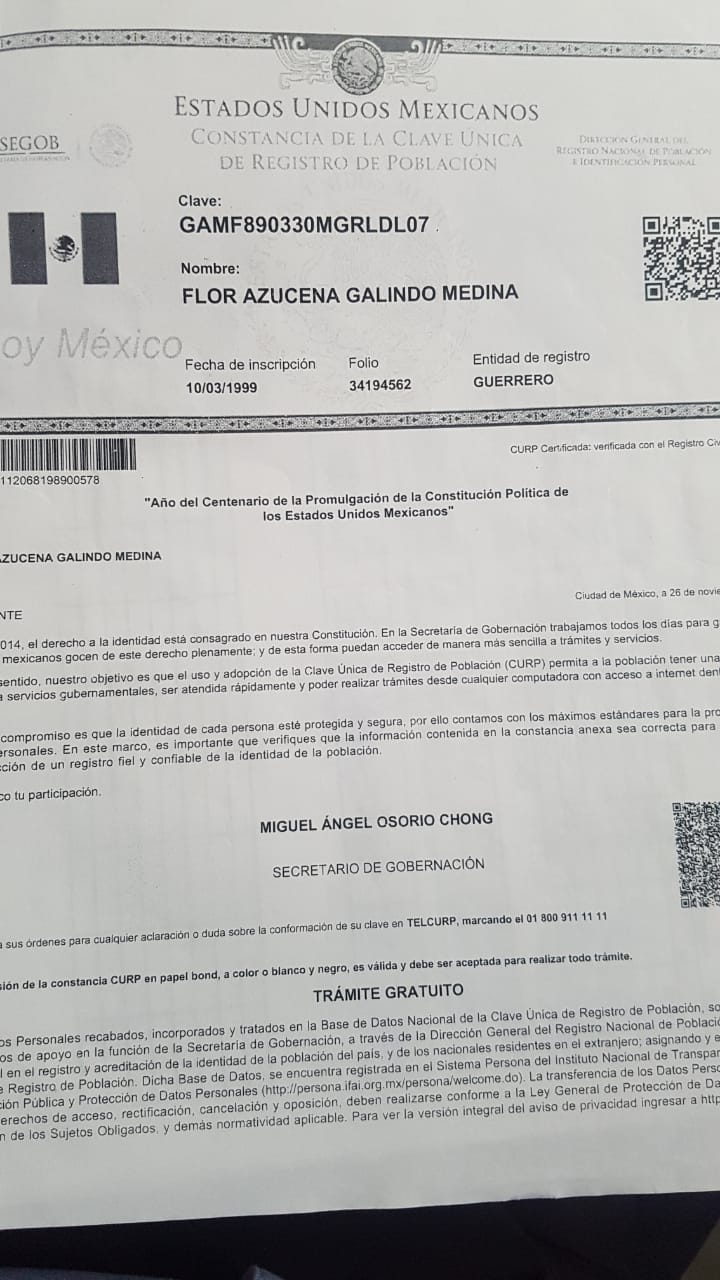 ESTADOS UNIDOS MEXICANOS
SEGOB
CONSTANCIA DE LA CLAVE ÚNICA
DE REGISTRO DE POBLACIÓN
DIRECCIÓN GENERAL DEL
REGISTRO NACIONAL DE POBLACIÓN
E IDENTIFICACIÓN PERSONAL
Clave:
GAMF890330MGRLDL07
Nombre:
FLOR AZUCENA GALINDO MEDINA
oy México
Fecha de inscripción Folio Entidad de registro
10/03/1999 34194562 GUERRERO
112068198900578
CURP Certificada: verificada con el Registro Civ
"Año del Centenario de la Promulgación de la Constitución Política de
los Estados Unidos Mexicanos"
AZUCENA GALINDO MEDINA
Ciudad de México, a 26 de novie
NTE
014, el derecho a la identidad está consagrado en nuestra Constitución. En la Secretaría de Gobernación trabajamos todos los días para g
mexicanos gocen de este derecho plenamente; y de esta forma puedan acceder de manera más sencilla a trámites y servicios.
sentido, nuestro objetivo es que el uso y adopción de la Clave Única de Registro de Población (CURP) permita a la población tener una
a servicios gubernamentales, ser atendida rápidamente y poder realizar trámites desde cualquier computadora con acceso a internet den
compromiso es que la identidad de cada persona esté protegida y segura, por ello contamos con los máximos estándares para la pro
ersonales. En este marco, es importante que verifiques que la información contenida en la constancia anexa sea correcta para
cción de un registro fiel y confiable de la identidad de la población.
co tu participación.
MIGUEL ÁNGEL OSORIO CHONG
SECRETARIO DE GOBERNACIÓN
a sus órdenes para cualquier aclaración o duda sobre la conformación de su clave en TELCURP, marcando el 01 800 911 11 11
sión de la constancia CURP en papel bond, a color o blanco y negro, es válida y debe ser aceptada para realizar todo trámite.
TRÁMITE GRATUITO
os Personales recabados, incorporados y tratados en la Base de Datos Nacional de la Clave Única de Registro de Población, so
os de apoyo en la función de la Secretaría de Gobernación, a través de la Dirección General del Registro Nacional de Població
l en el registro y acreditación de la identidad de la población del país, y de los nacionales residentes en el extranjero; asignando y e
e Registro de Población. Dicha Base de Datos, se encuentra registrada en el Sistema Persona del Instituto Nacional de Transpar
ción Pública y Protección de Datos Personales (http://persona.ifai.org.mx/persona/welcome.do). La transferencia de los Datos Perso
erechos de acceso, rectificación, cancelación y oposición, deben realizarse conforme a la Ley General de Protección de Da
n de los Sujetos Obligados, y demás normatividad aplicable. Para ver la versión integral del aviso de privacidad ingresar a http